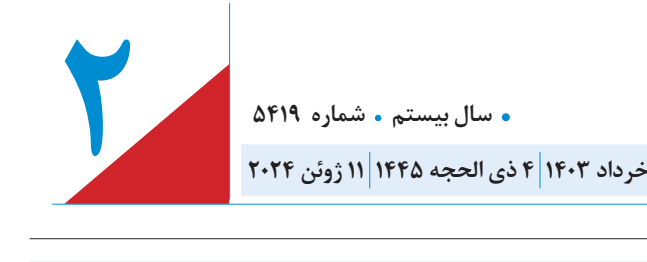 ۲
• سال بیستم • شماره ۵۴۱۹
خرداد ۱۴۰۳ | ۴ ذی الحجه ۱۴۴۵ | ۱۱ ژوئن ۲۰۲۴